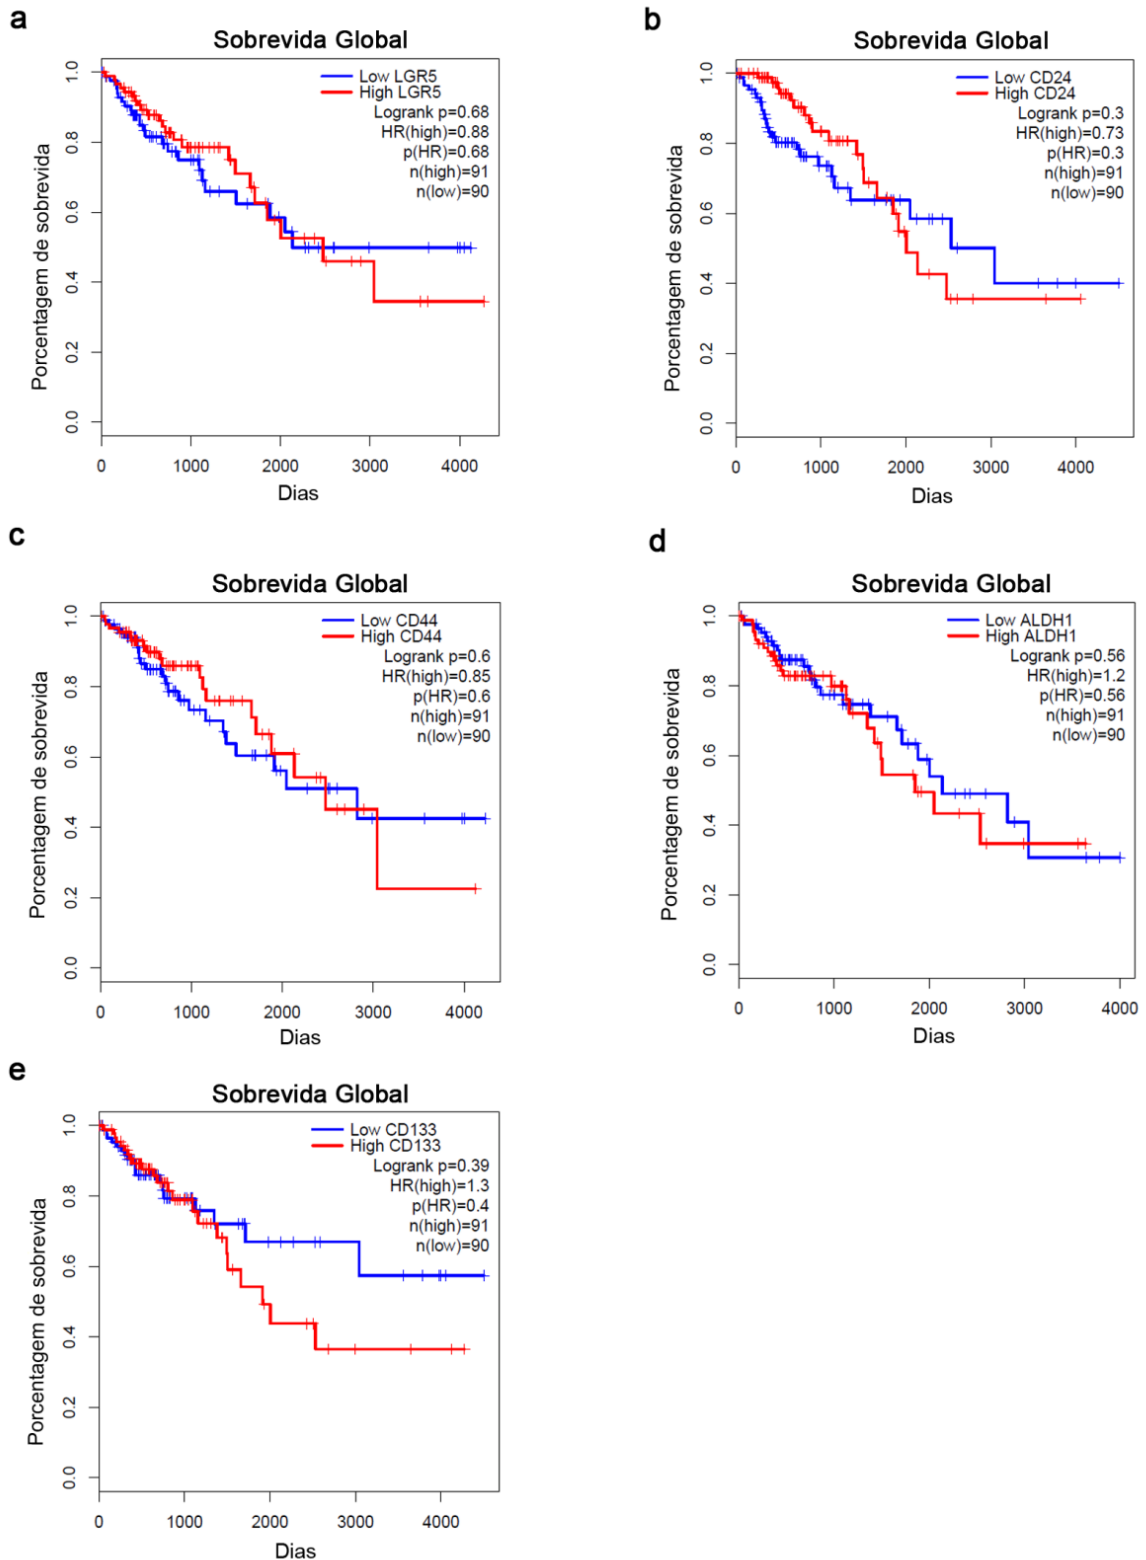 a
Sobrevida Global
Low LGR5
High LGR5
Logrank p=0.68
HR(high)=0.88
p(HR)=0.68
n(high)=91
n(low)=90
Porcentagem de sobrevida
0.0
0.2
0.4
0.6
0.8
1.0
0 1000 2000 3000 4000
Dias
b
Sobrevida Global
Low CD24
High CD24
Logrank p=0.3
HR(high)=0.73
p(HR)=0.3
n(high)=91
n(low)=90
Porcentagem de sobrevida
0.0
0.2
0.4
0.6
0.8
1.0
0 1000 2000 3000 4000
Dias
c
Sobrevida Global
Low CD44
High CD44
Logrank p=0.6
HR(high)=0.85
p(HR)=0.6
n(high)=91
n(low)=90
Porcentagem de sobrevida
0.0
0.2
0.4
0.6
0.8
1.0
0 1000 2000 3000 4000
Dias
d
Sobrevida Global
Low ALDH1
High ALDH1
Logrank p=0.56
HR(high)=1.2
p(HR)=0.56
n(high)=91
n(low)=90
Porcentagem de sobrevida
0.0
0.2
0.4
0.6
0.8
1.0
0 1000 2000 3000 4000
Dias
e
Sobrevida Global
Low CD133
High CD133
Logrank p=0.39
HR(high)=1.3
p(HR)=0.4
n(high)=91
n(low)=90
Porcentagem de sobrevida
0.0
0.2
0.4
0.6
0.8
1.0
0 1000 2000 3000 4000
Dias